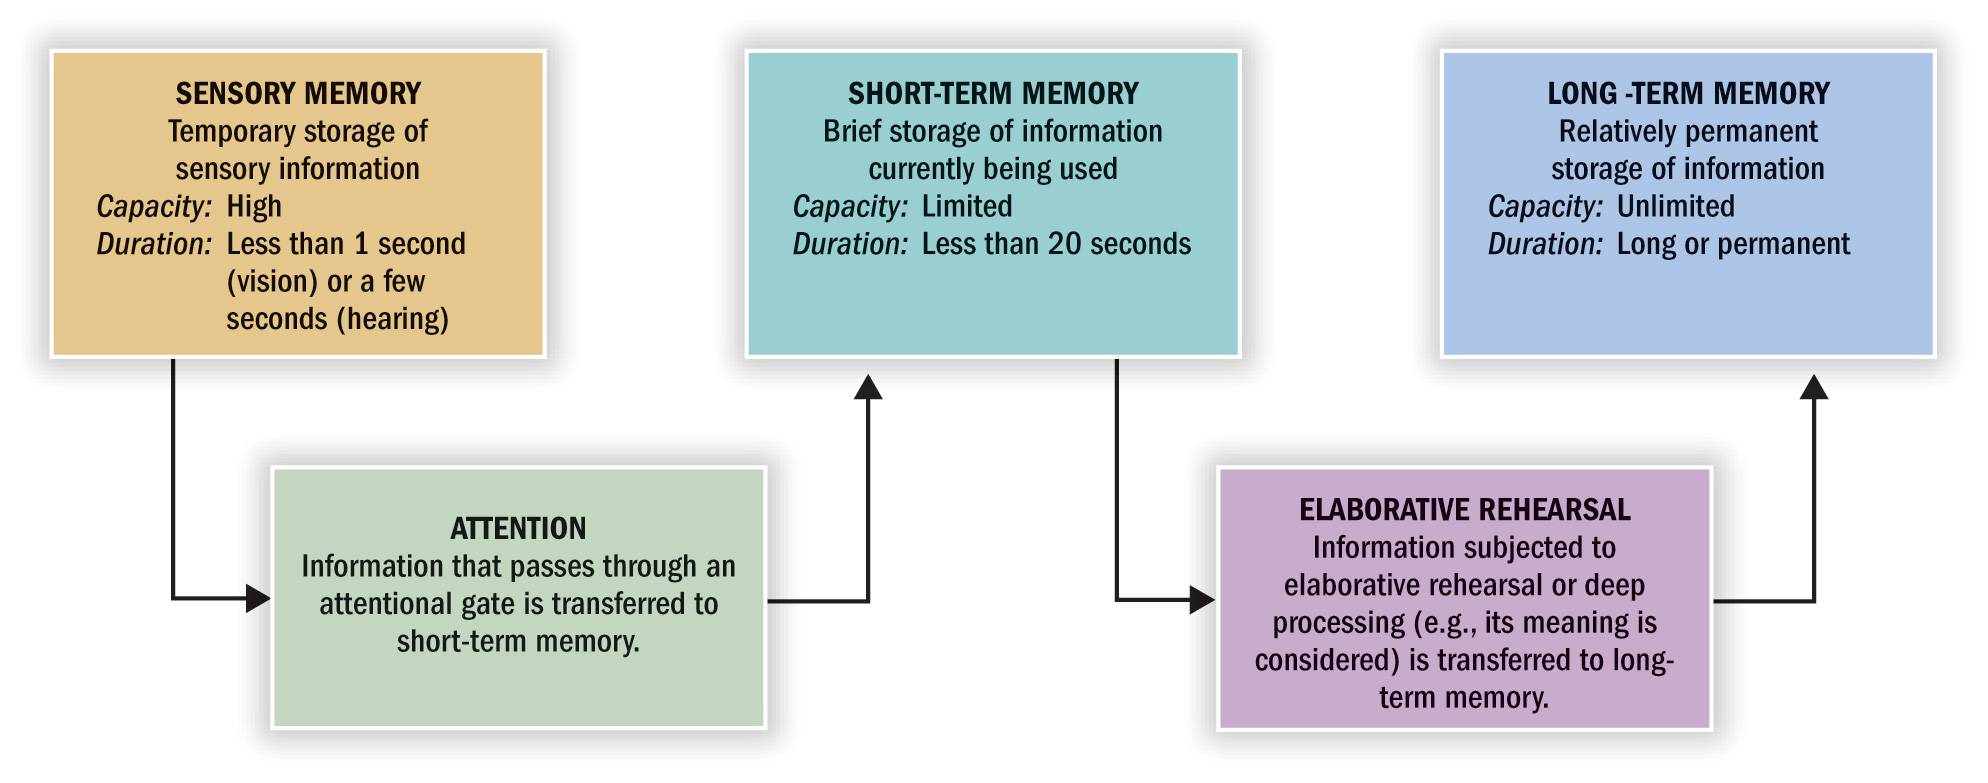 SENSORY MEMORY
Temporary storage of
sensory information
Capacity: High
Duration: Less than 1 second
(vision) or a few
seconds (hearing)
SHORT-TERM MEMORY
Brief storage of information
currently being used
Capacity: Limited
Duration: Less than 20 seconds
LONG -TERM MEMORY
Relatively permanent
storage of information
Capacity: Unlimited
Duration: Long or permanent
ATTENTION
Information that passes through an
attentional gate is transferred to
short-term memory.
ELABORATIVE REHEARSAL
Information subjected to
elaborative rehearsal or deep
processing (e.g., its meaning is
considered) is transferred to long-
term memory.